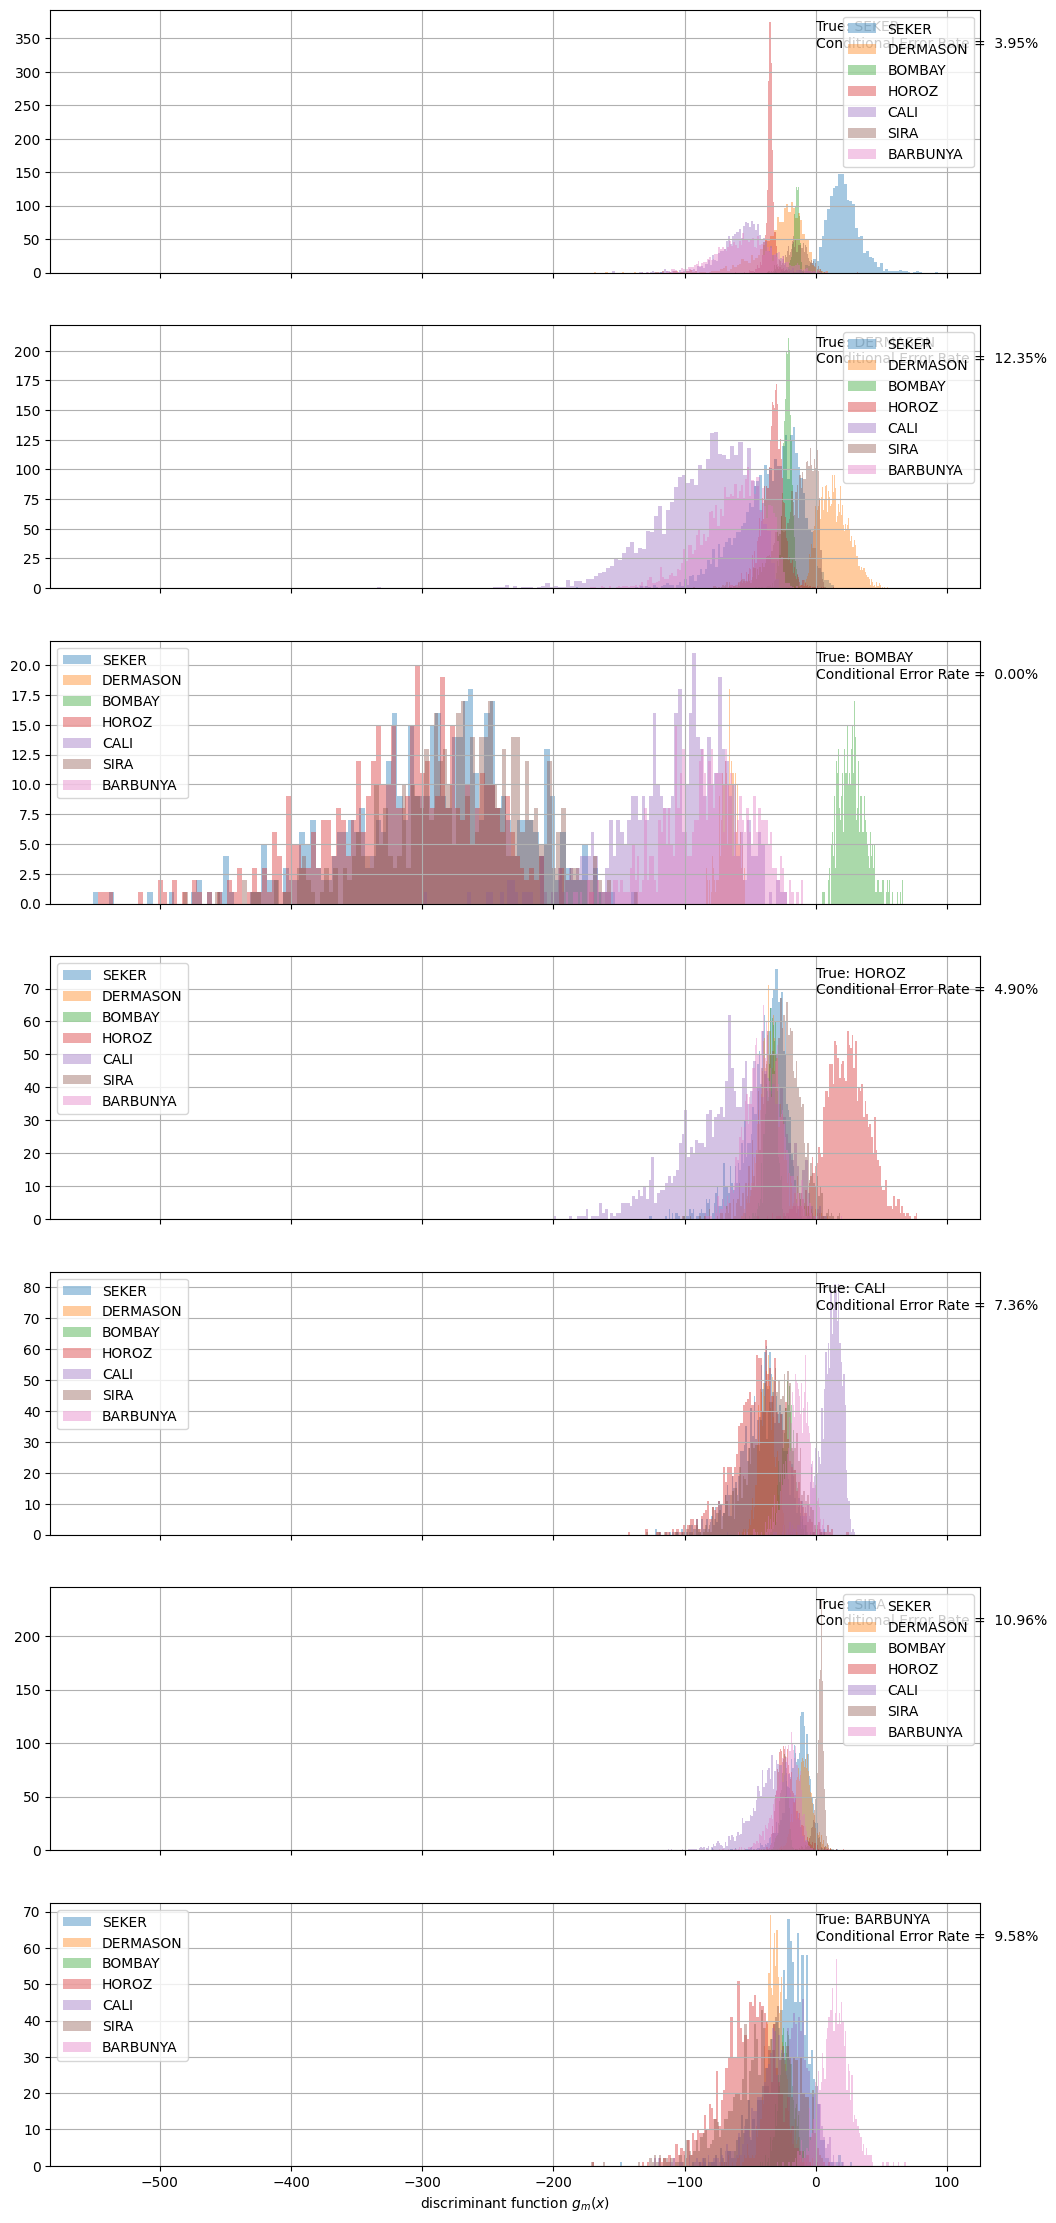 True: SEKER
Conditional Error Rate = 3.95%
SEKER
DERMASON
BOMBAY
HOROZ
CALI
SIRA
BARBUNYA
350
300
250
200
150
100
50
0
True: DERMASON
Conditional Error Rate = 12.35%
SEKER
DERMASON
BOMBAY
HOROZ
CALI
SIRA
BARBUNYA
200
175
150
125
100
75
50
25
0
SEKER
DERMASON
BOMBAY
HOROZ
CALI
SIRA
BARBUNYA
True: BOMBAY
Conditional Error Rate = 0.00%
20.0
17.5
15.0
12.5
10.0
7.5
5.0
2.5
0.0
SEKER
DERMASON
BOMBAY
HOROZ
CALI
SIRA
BARBUNYA
True: HOROZ
Conditional Error Rate = 4.90%
70
60
50
40
30
20
10
0
SEKER
DERMASON
BOMBAY
HOROZ
CALI
SIRA
BARBUNYA
True: CALI
Conditional Error Rate = 7.36%
80
70
60
50
40
30
20
10
0
True: SIRA
Conditional Error Rate = 10.96%
SEKER
DERMASON
BOMBAY
HOROZ
CALI
SIRA
BARBUNYA
200
150
100
50
0
SEKER
DERMASON
BOMBAY
HOROZ
CALI
SIRA
BARBUNYA
True: BARBUNYA
Conditional Error Rate = 9.58%
70
60
50
40
30
20
10
0
−500 −400 −300 −200 −100 0 100
discriminant function g_m(x)